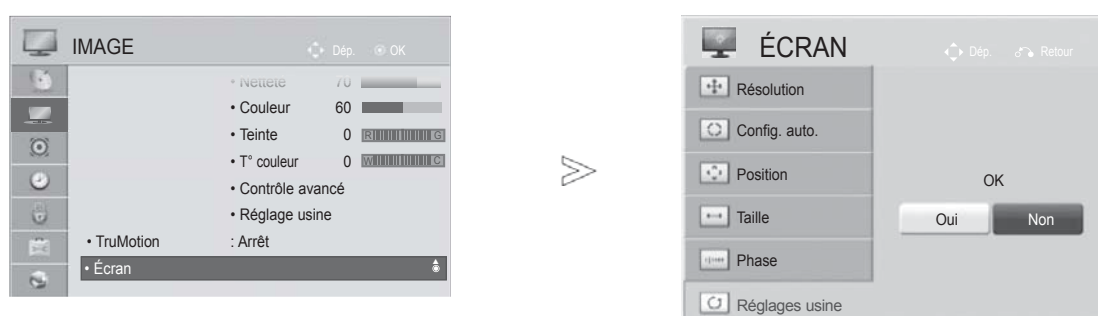 IMAGE
Dép. OK
• Netteté 70
• Couleur 60
• Teinte 0 R G
• T° couleur 0 W C
• Contrôle avancé
• Réglage usine
• TruMotion : Arrêt
• Écran
ÉCRAN
Dép. Retour
Résolution
Config. auto.
Position
Taille
Phase
Réglages usine
OK
Oui Non